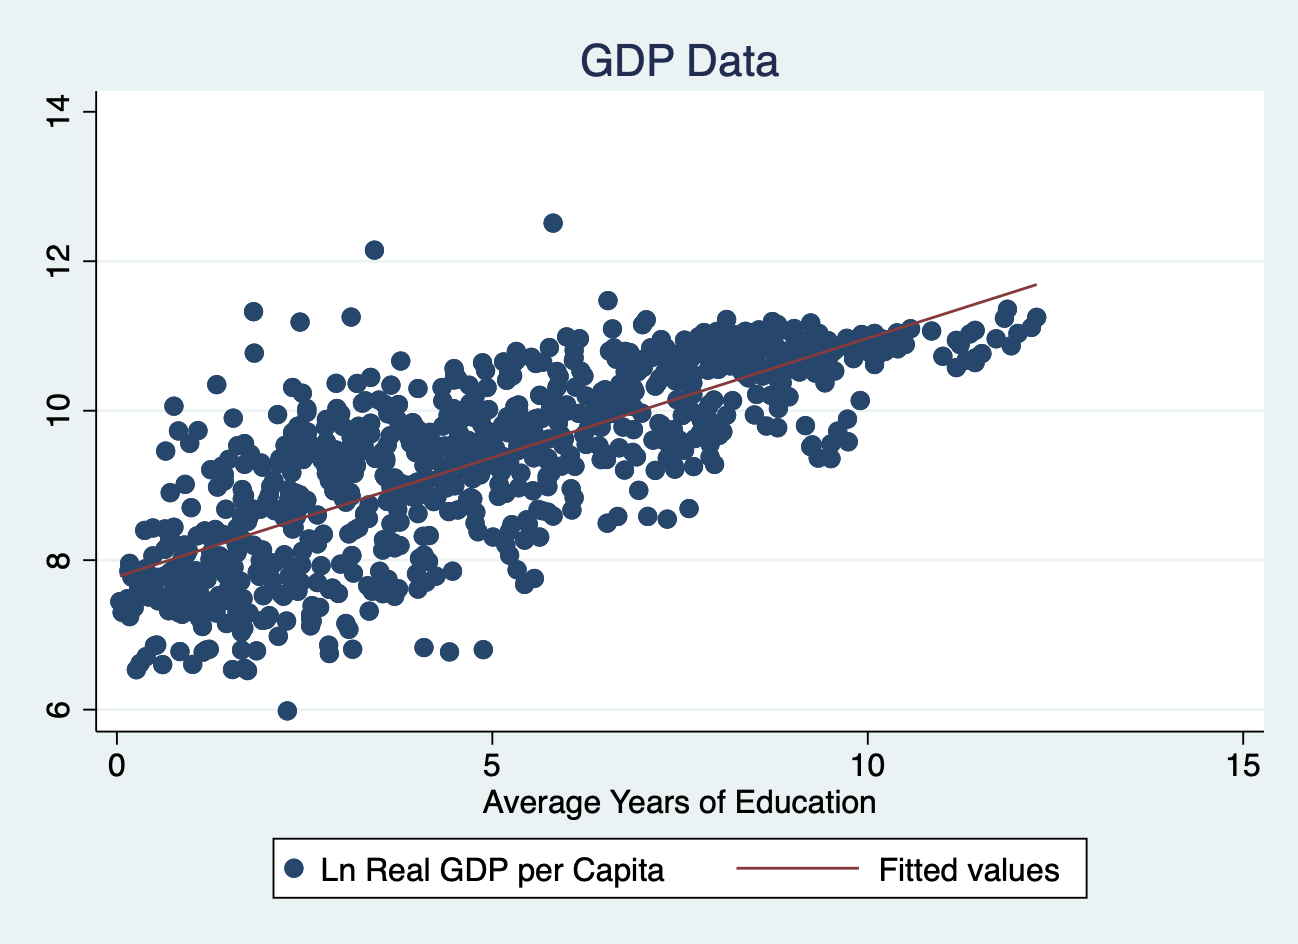 GDP Data
14
12
10
8
6
0 5 10 15
Average Years of Education
Ln Real GDP per Capita Fitted values